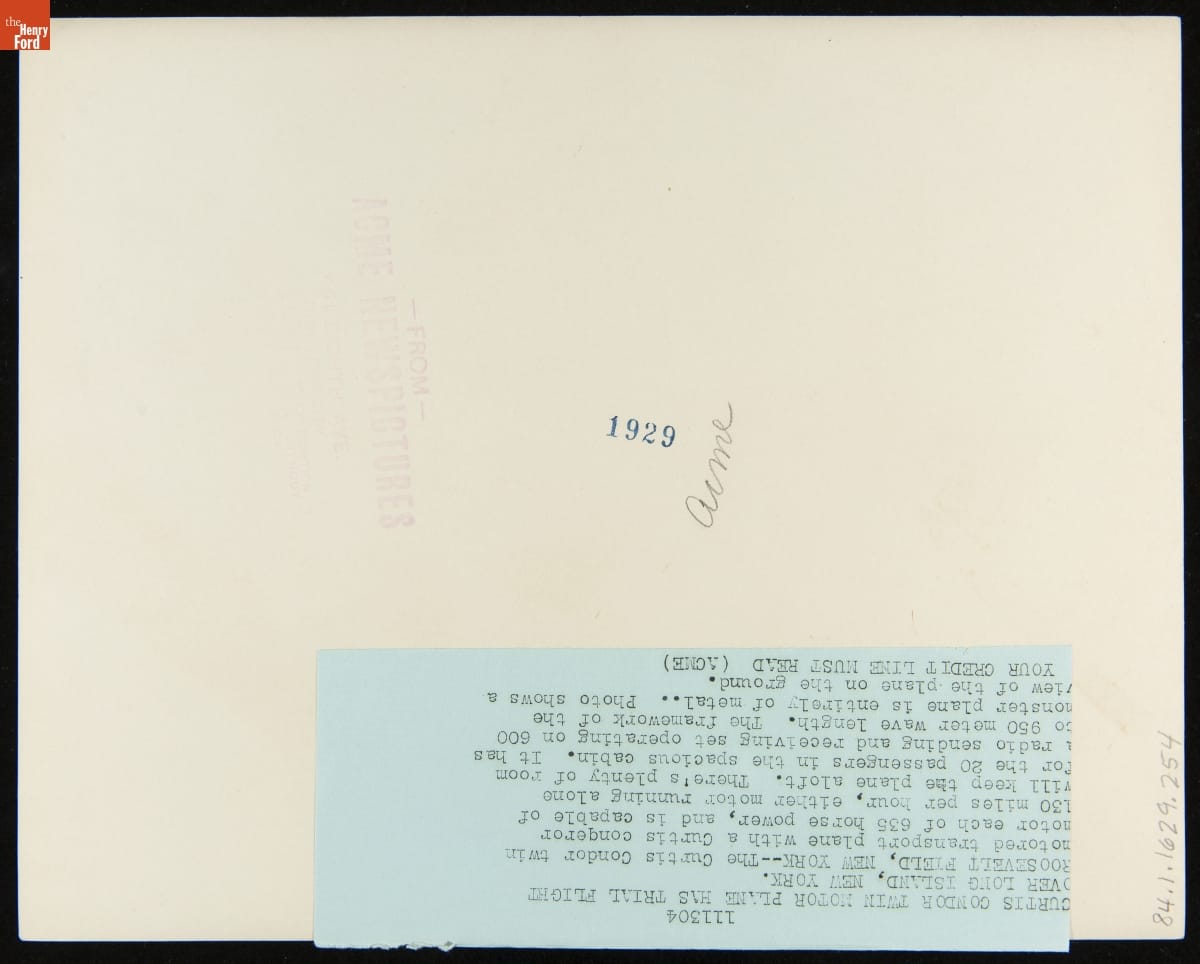 the
Henry
Ford
—FROM—
ACME NEWSPICTURES
1929
Acme
111304
CURTIS CONDOR TWIN MOTOR PLANE HAS TRIAL FLIGHT
OVER LONG ISLAND, NEW YORK.
ROOSEVELT FIELD, NEW YORK--The Curtis Condor twin
motored transport plane with a Curtis conqeror
motor each of 635 horse power, and is capable of
130 miles per hour, either motor running alone
will keep the plane aloft. There's plenty of room
for the 20 passengers in the spacious cabin. It has
a radio sending and receiving set operating on 600
to 950 meter wave length. The framework of the
monster plane is entirely of metal.. Photo shows a
view of the plane on the ground.
YOUR CREDIT LINE MUST READ (ACME)
84.1.1629.254